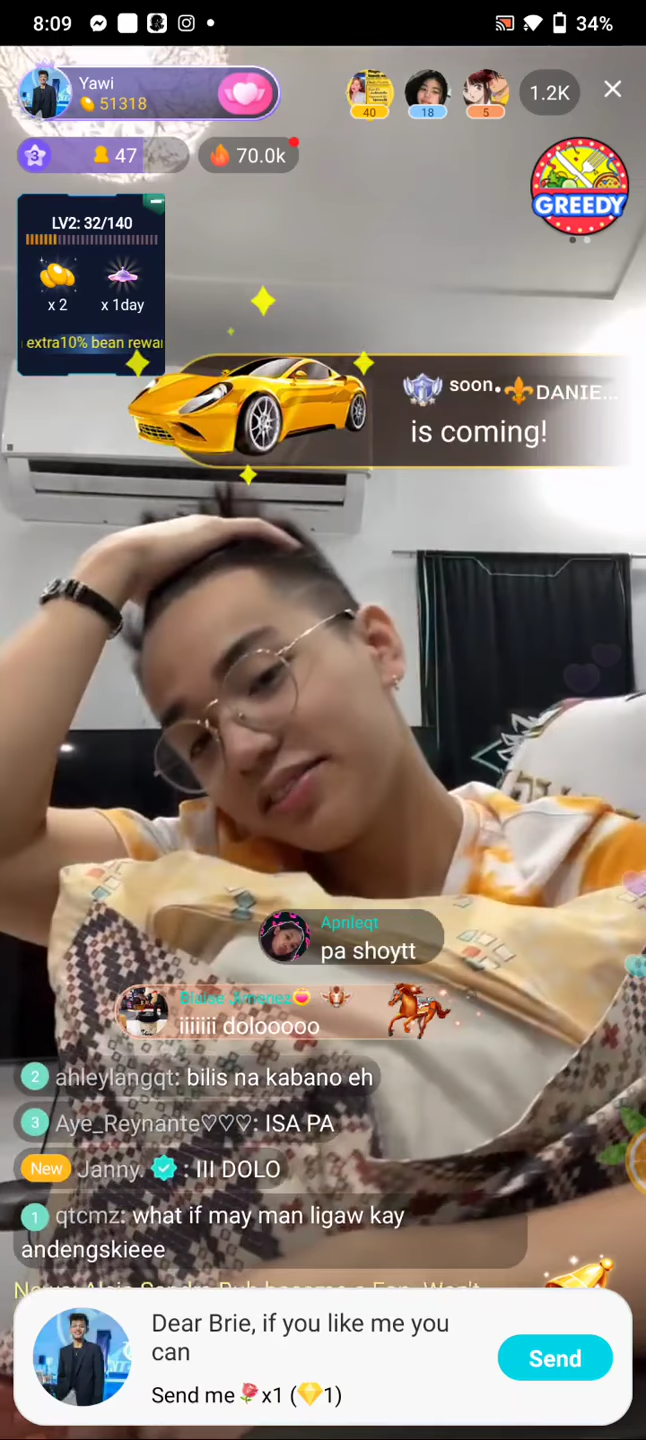 8:09
34%
Yawi
51318
40
18
5
1.2K
3
47
70.0k
GREEDY
LV2: 32/140
x 2
x 1day
extra10% bean rewa
soon.⚜DANIE...
is coming!
Aprileqt
pa shoytt
Blaise Jimenez
iiiiiii dolooooo
2 ahleylangqt: bilis na kabano eh
3 Aye_Reynante♡♡♡: ISA PA
New Janny. : III DOLO
1 qtcmz: what if may man ligaw kay
andengskieee
Dear Brie, if you like me you
can
Send me🌹x1 (💎1)
Send